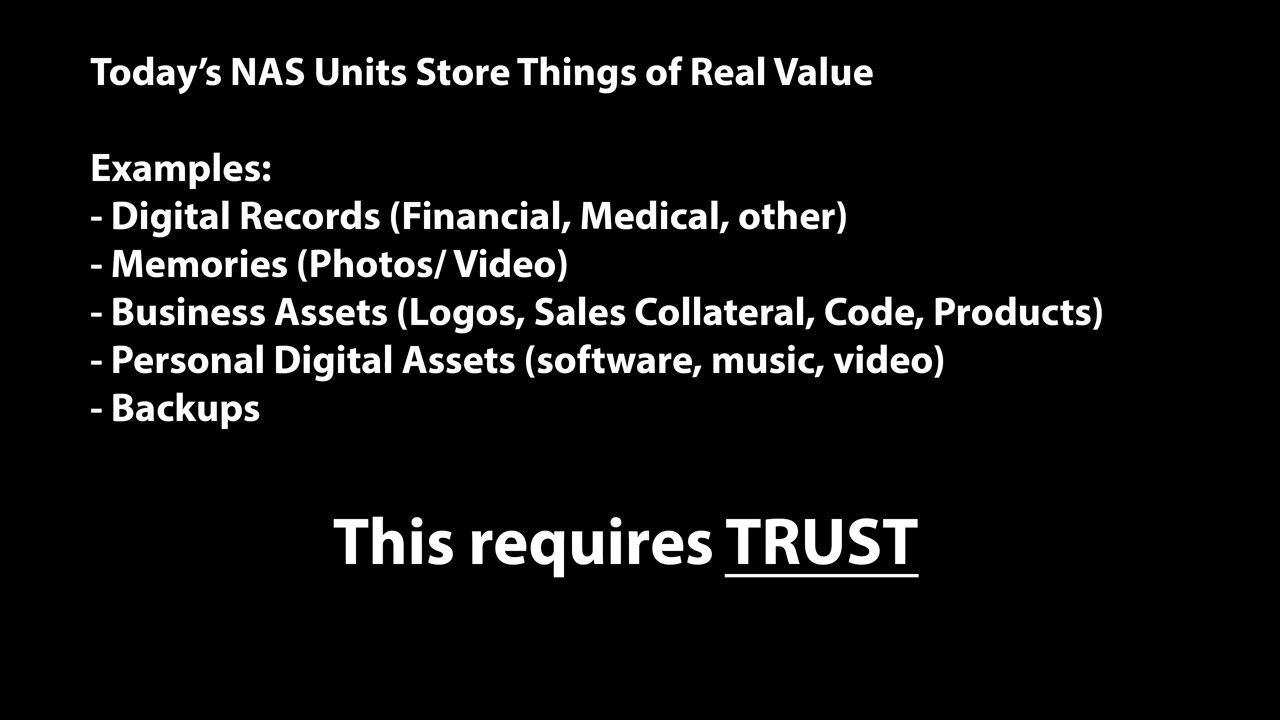 Today’s NAS Units Store Things of Real Value
Examples:
- Digital Records (Financial, Medical, other)
- Memories (Photos/ Video)
- Business Assets (Logos, Sales Collateral, Code, Products)
- Personal Digital Assets (software, music, video)
- Backups
This requires TRUST